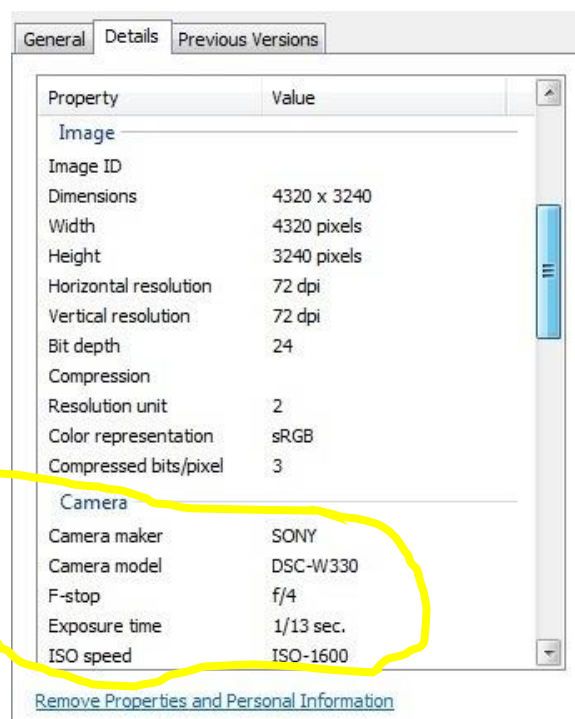 General Details Previous Versions
Property Value
Image
Image ID
Dimensions 4320 x 3240
Width 4320 pixels
Height 3240 pixels
Horizontal resolution 72 dpi
Vertical resolution 72 dpi
Bit depth 24
Compression
Resolution unit 2
Color representation sRGB
Compressed bits/pixel 3
Camera
Camera maker SONY
Camera model DSC-W330
F-stop f/4
Exposure time 1/13 sec.
ISO speed ISO-1600
Remove Properties and Personal Information